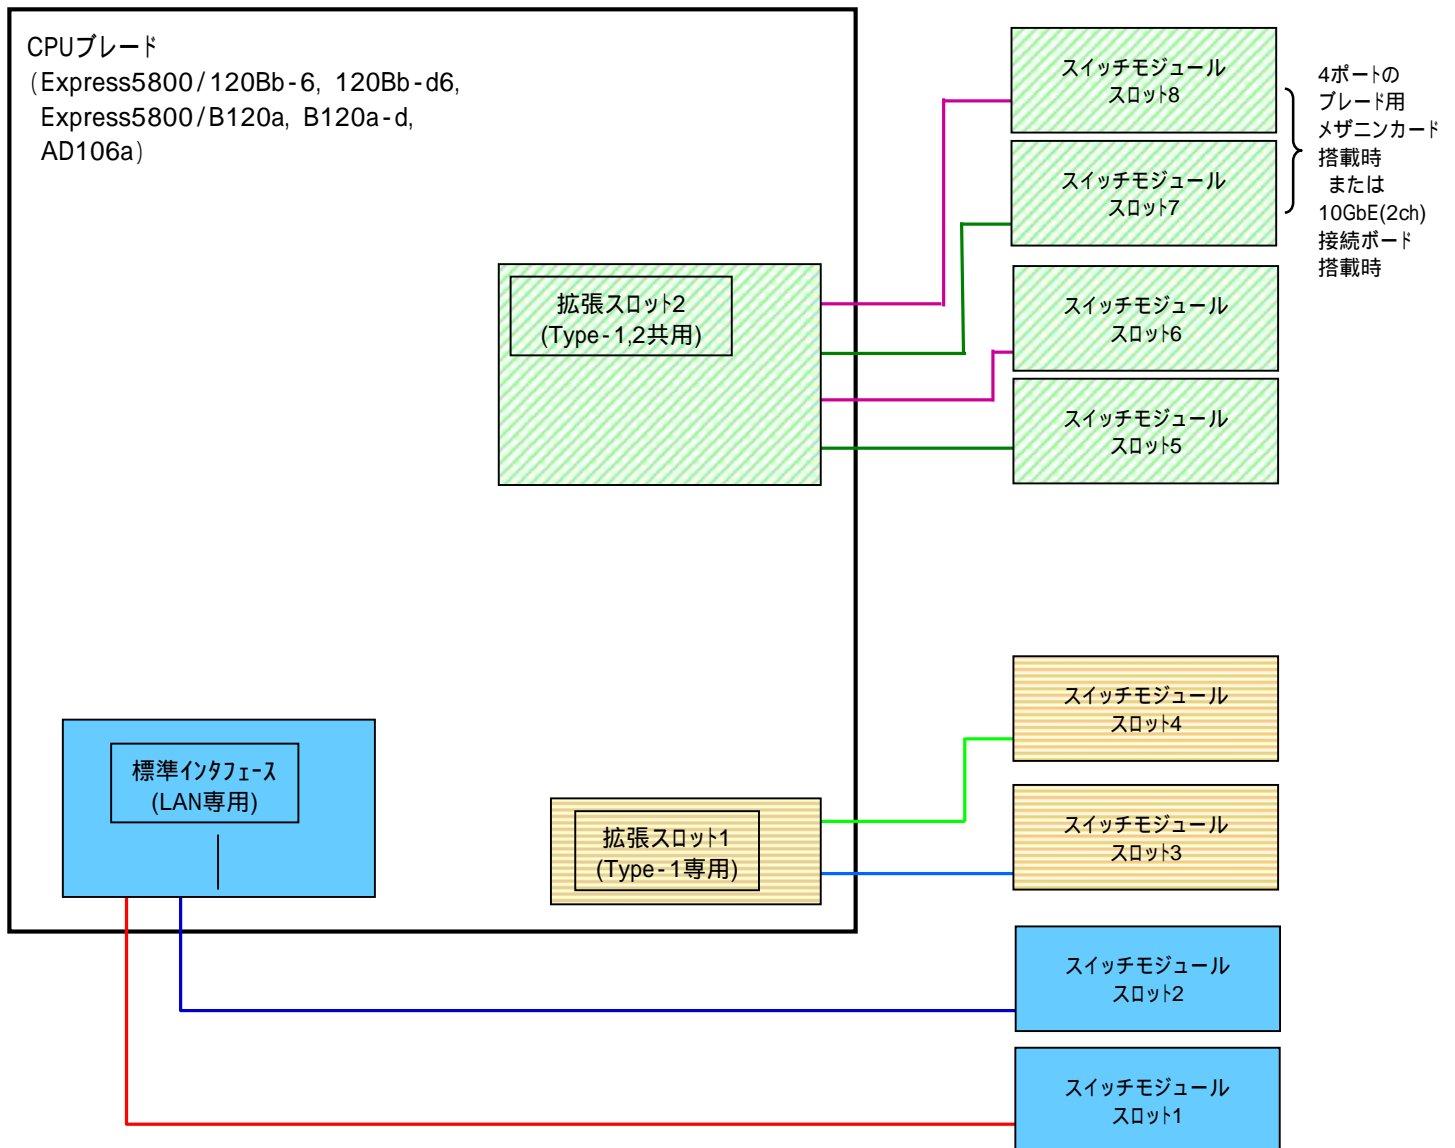 CPUブレード
(Express5800/120Bb-6, 120Bb-d6,
Express5800/B120a, B120a-d,
AD106a)
スイッチモジュール
スロット8
スイッチモジュール
スロット7
4ポートの
ブレード用
メザニンカード
搭載時
または
10GbE(2ch)
接続ボード
搭載時
拡張スロット2
(Type-1,2共用)
スイッチモジュール
スロット6
スイッチモジュール
スロット5
スイッチモジュール
スロット4
標準インタフェース
(LAN専用)
拡張スロット1
(Type-1専用)
スイッチモジュール
スロット3
スイッチモジュール
スロット2
スイッチモジュール
スロット1